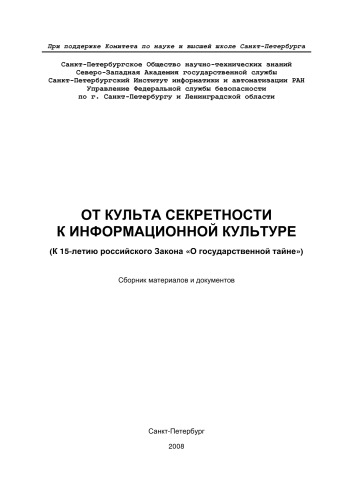 При поддержке Комитета по науке и высшей школе Санкт-Петербурга
Санкт-Петербургское Общество научно-технических знаний
Северо-Западная Академия государственной службы
Санкт-Петербургский Институт информатики и автоматизации РАН
Управление Федеральной службы безопасности
по г. Санкт-Петербургу и Ленинградской области
ОТ КУЛЬТА СЕКРЕТНОСТИ
К ИНФОРМАЦИОННОЙ КУЛЬТУРЕ
(К 15-летию российского Закона «О государственной тайне»)
Сборник материалов и документов
Санкт-Петербург
2008